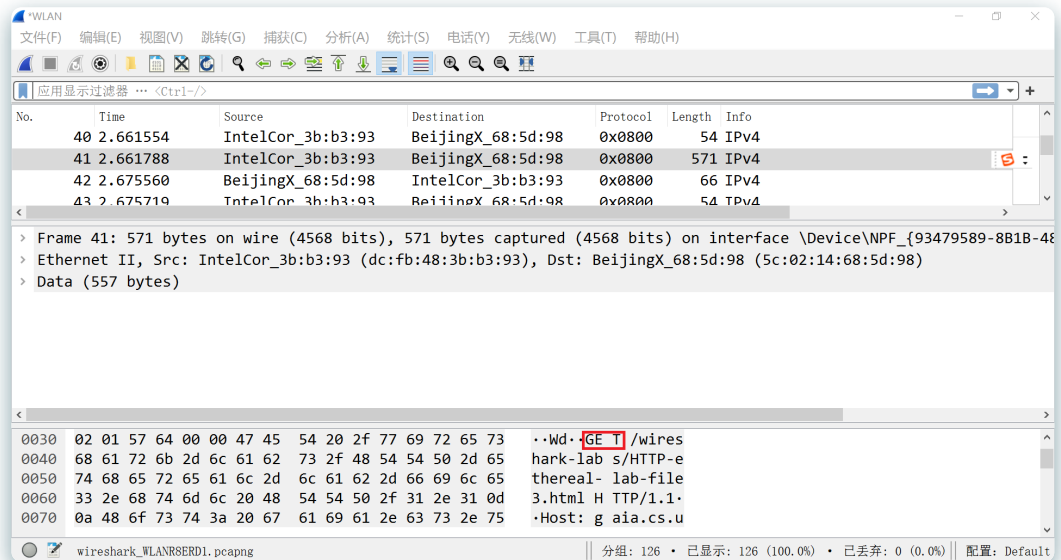 *WLAN
文件(F) 编辑(E) 视图(V) 跳转(G) 捕获(C) 分析(A) 统计(S) 电话(Y) 无线(W) 工具(T) 帮助(H)
应用显示过滤器 … <Ctrl-/>
No. Time Source Destination Protocol Length Info
40 2.661554 IntelCor_3b:b3:93 BeijingX_68:5d:98 0x0800 54 IPv4
41 2.661788 IntelCor_3b:b3:93 BeijingX_68:5d:98 0x0800 571 IPv4
42 2.675560 BeijingX_68:5d:98 IntelCor_3b:b3:93 0x0800 66 IPv4
43 2.675719 IntelCor_3b:b3:93 BeijingX_68:5d:98 0x0800 54 IPv4
Frame 41: 571 bytes on wire (4568 bits), 571 bytes captured (4568 bits) on interface \Device\NPF_{93479589-8B1B-48
Ethernet II, Src: IntelCor_3b:b3:93 (dc:fb:48:3b:b3:93), Dst: BeijingX_68:5d:98 (5c:02:14:68:5d:98)
Data (557 bytes)
0030 02 01 57 64 00 00 47 45 54 20 2f 77 69 72 65 73 ··Wd··GE T /wires
0040 68 61 72 6b 2d 6c 61 62 73 2f 48 54 54 50 2d 65 hark-lab s/HTTP-e
0050 74 68 65 72 65 61 6c 2d 6c 61 62 2d 66 69 6c 65 thereal- lab-file
0060 33 2e 68 74 6d 6c 20 48 54 54 50 2f 31 2e 31 0d 3.html H TTP/1.1·
0070 0a 48 6f 73 74 3a 20 67 61 69 61 2e 63 73 2e 75 ·Host: g aia.cs.u
wireshark_WLANR8ERD1.pcapng 分组: 126 · 已显示: 126 (100.0%) · 已丢弃: 0 (0.0%) 配置: Default